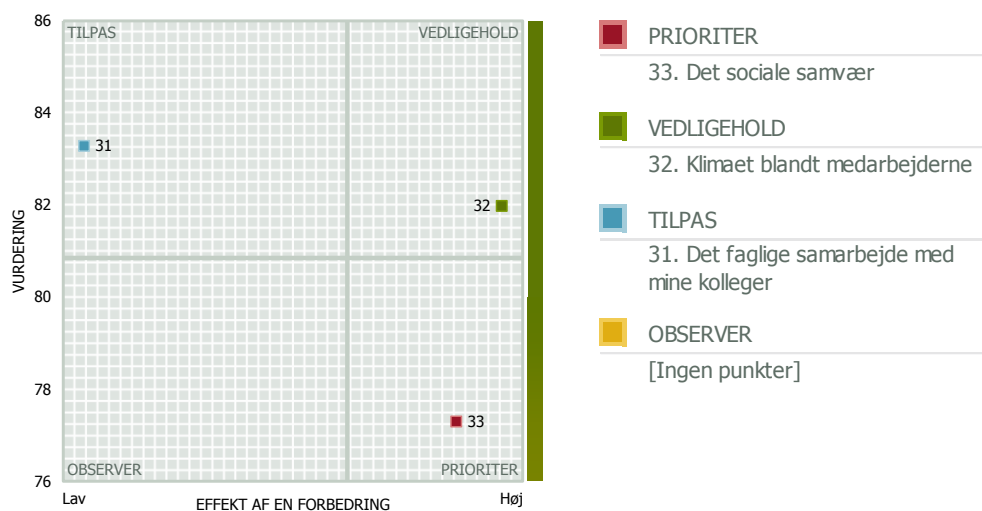 86
TILPAS
VEDLIGEHOLD
84
31
82
32
VURDERING
80
78
33
OBSERVER
PRIORITER
76
Lav
EFFEKT AF EN FORBEDRING
Høj
PRIORITER
33. Det sociale samvær
VEDLIGEHOLD
32. Klimaet blandt medarbejderne
TILPAS
31. Det faglige samarbejde med
mine kolleger
OBSERVER
[Ingen punkter]